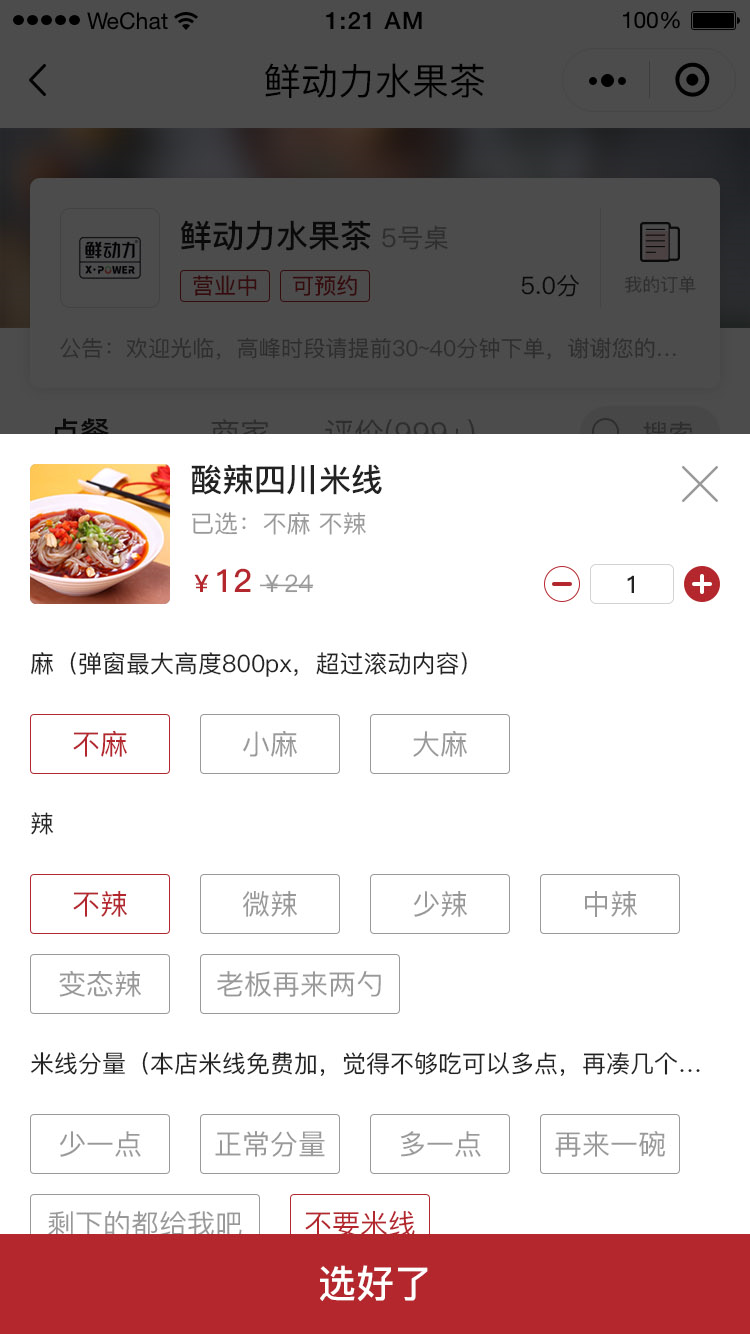 ●●●●● WeChat 1:21 AM 100%
鲜动力水果茶
鲜动力
X·POWER
鲜动力水果茶 5号桌
营业中 可预约 5.0分
我的订单
公告：欢迎光临，高峰时段请提前30~40分钟下单，谢谢您的...
点餐 商家 评价(999+) 搜索
酸辣四川米线
已选：不麻 不辣
¥12 ¥24
1
麻（弹窗最大高度800px，超过滚动内容）
不麻 小麻 大麻
辣
不辣 微辣 少辣 中辣
变态辣 老板再来两勺
米线分量（本店米线免费加，觉得不够吃可以多点，再凑几个...
少一点 正常分量 多一点 再来一碗
剩下的都给我吧 不要米线
选好了